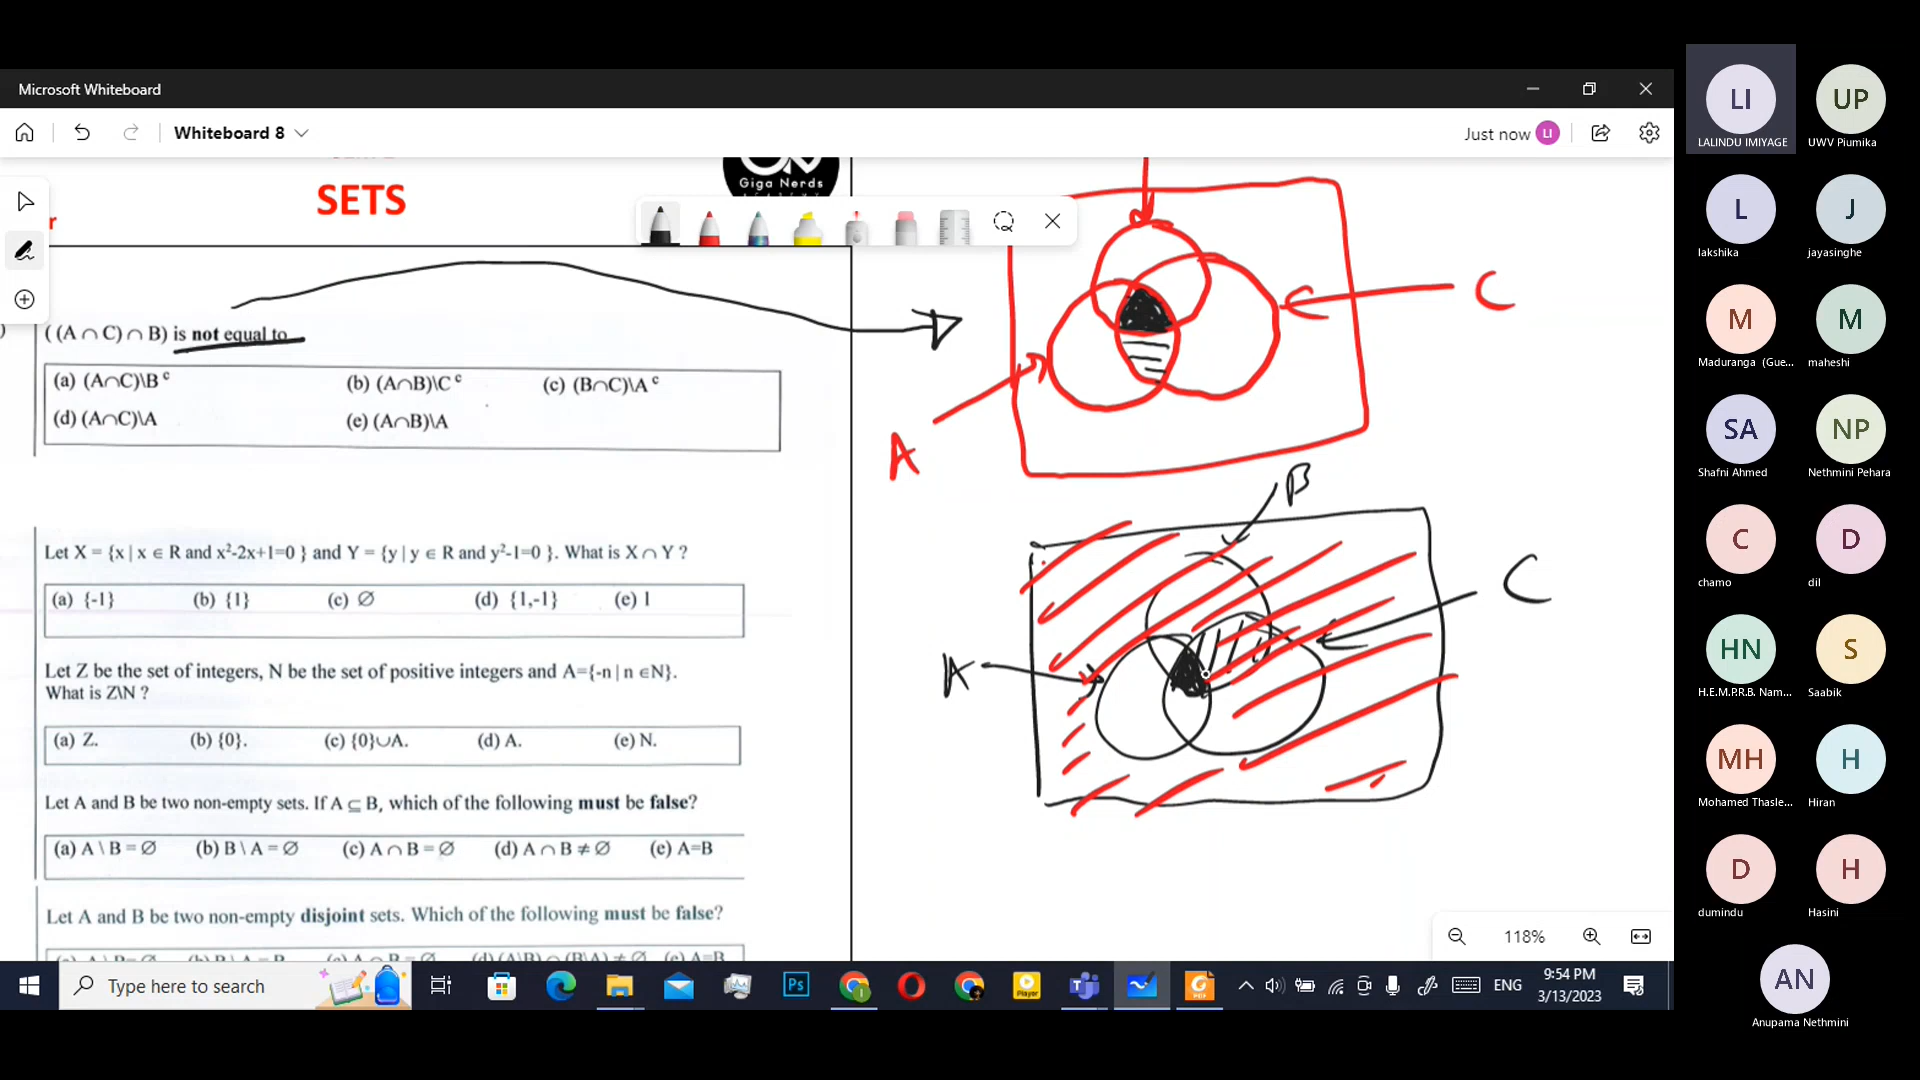 Microsoft Whiteboard
Whiteboard 8
Just now LI
SETS
Giga Nerds
r
((A ∩ C) ∩ B) is not equal to
(a) (A∩C)\B ᶜ (b) (A∩B)\C ᶜ (c) (B∩C)\A ᶜ
(d) (A∩C)\A (e) (A∩B)\A
Let X = {x | x ∈ R and x²-2x+1=0 } and Y = {y | y ∈ R and y²-1=0 }. What is X ∩ Y ?
(a) {-1} (b) {1} (c) ∅ (d) {1,-1} (e) 1
Let Z be the set of integers, N be the set of positive integers and A={-n | n ∈N}.
What is Z\N ?
(a) Z. (b) {0}. (c) {0}∪A. (d) A. (e) N.
Let A and B be two non-empty sets. If A ⊆ B, which of the following must be false?
(a) A \ B = ∅ (b) B \ A = ∅ (c) A ∩ B = ∅ (d) A ∩ B ≠ ∅ (e) A=B
Let A and B be two non-empty disjoint sets. Which of the following must be false?
C
A
B
C
A
118%
Type here to search
Ps
Player
ENG
9:54 PM
3/13/2023
LI
LALINDU IMIYAGE
UP
UWV Piumika
L
lakshika
J
jayasinghe
M
Maduranga (Gue...
M
maheshi
SA
Shafni Ahmed
NP
Nethmini Pehara
C
chamo
D
dil
HN
H.E.M.P.R.B. Nam...
S
Saabik
MH
Mohamed Thasle...
H
Hiran
D
dumindu
H
Hasini
AN
Anupama Nethmini